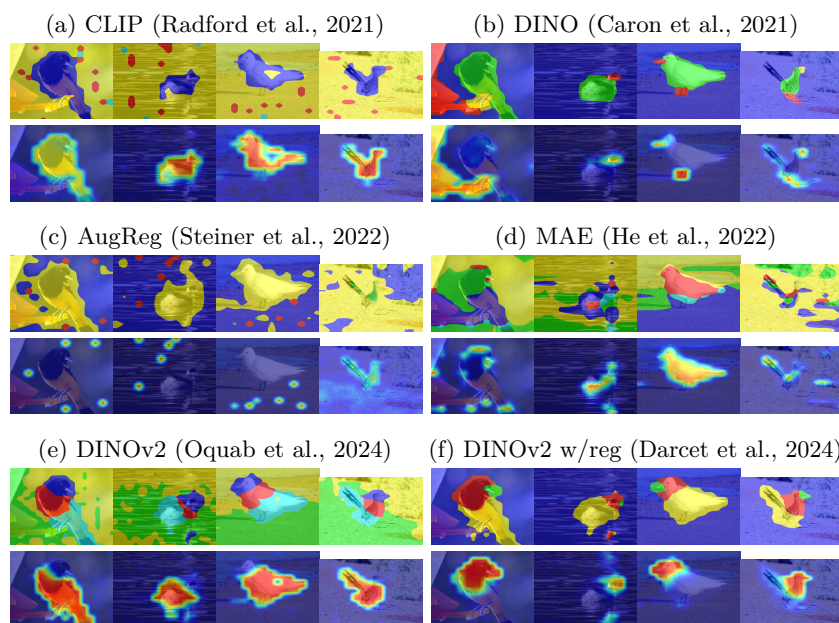 (a) CLIP (Radford et al., 2021)
(b) DINO (Caron et al., 2021)
(c) AugReg (Steiner et al., 2022)
(d) MAE (He et al., 2022)
(e) DINOv2 (Oquab et al., 2024)
(f) DINOv2 w/reg (Darcet et al., 2024)